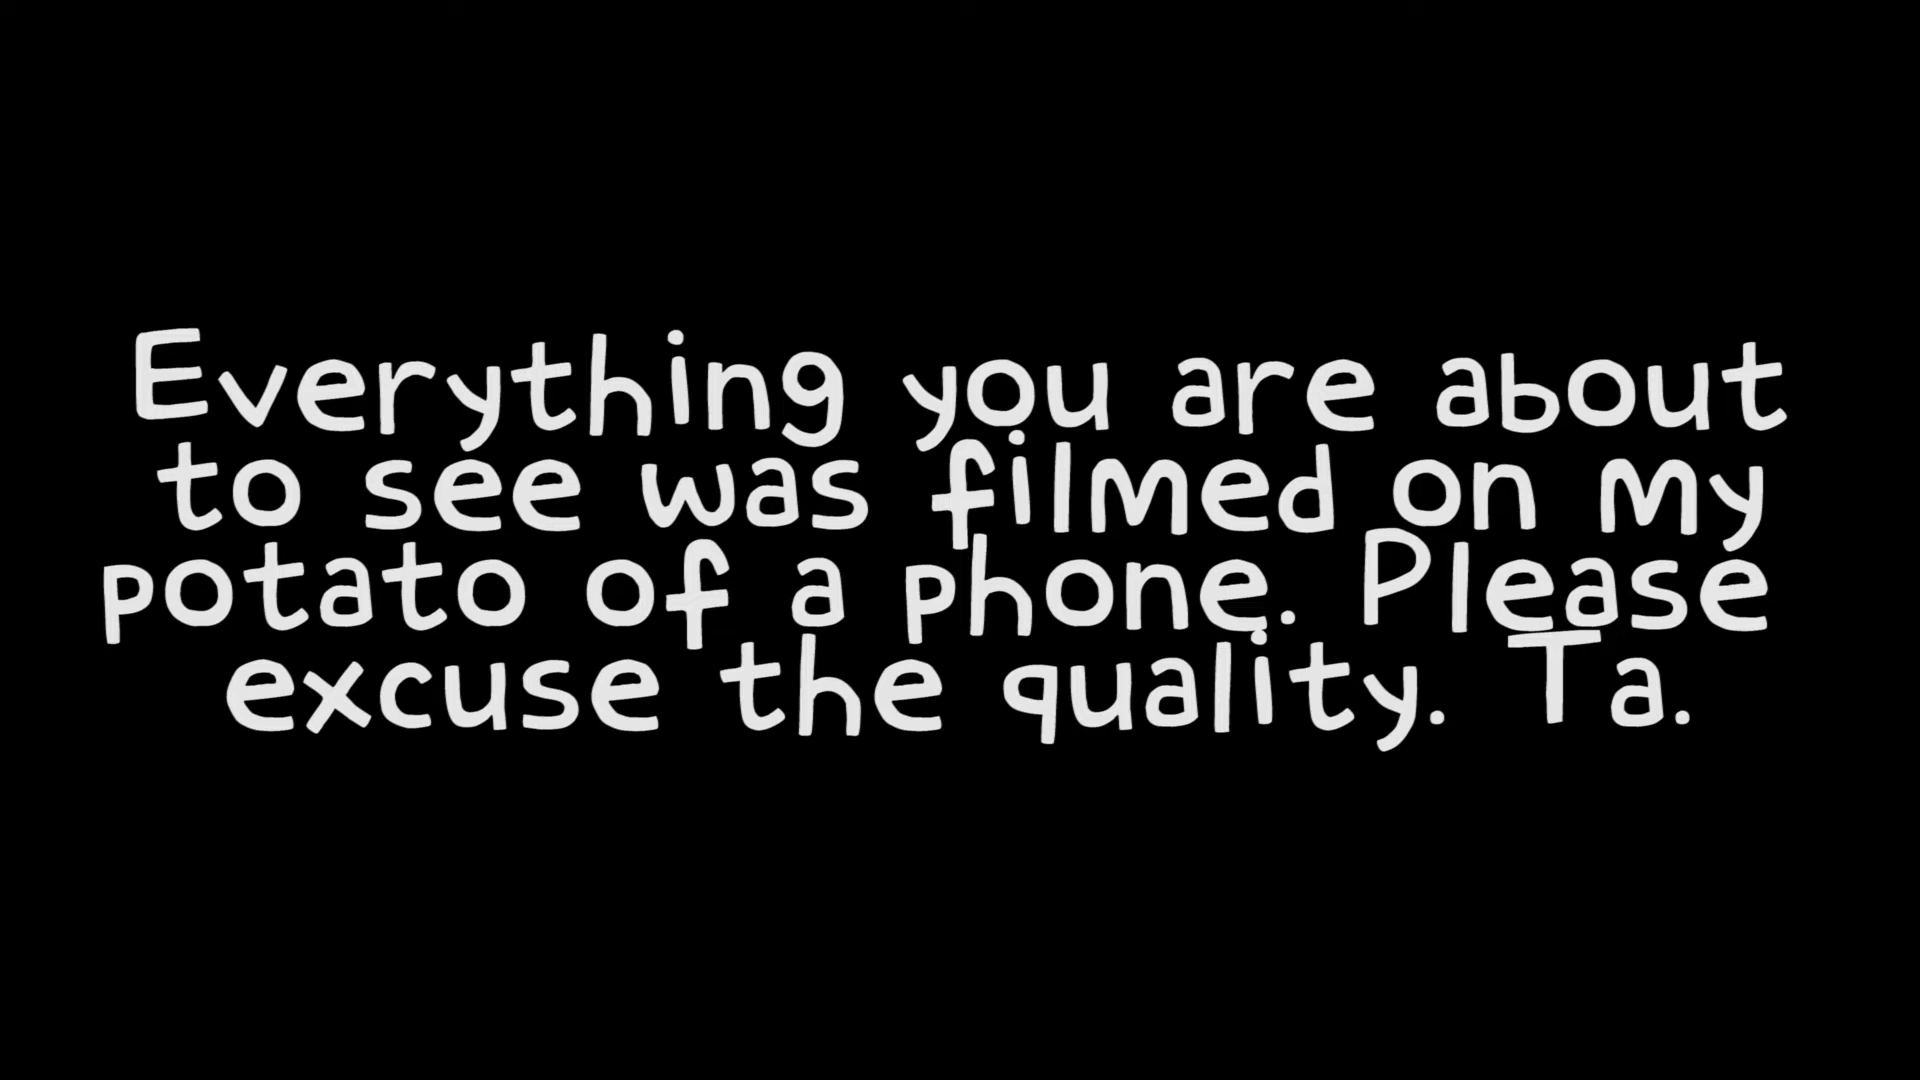 Everything you are about
to see was filmed on my
potato of a phone. Please
excuse the quality. Ta.